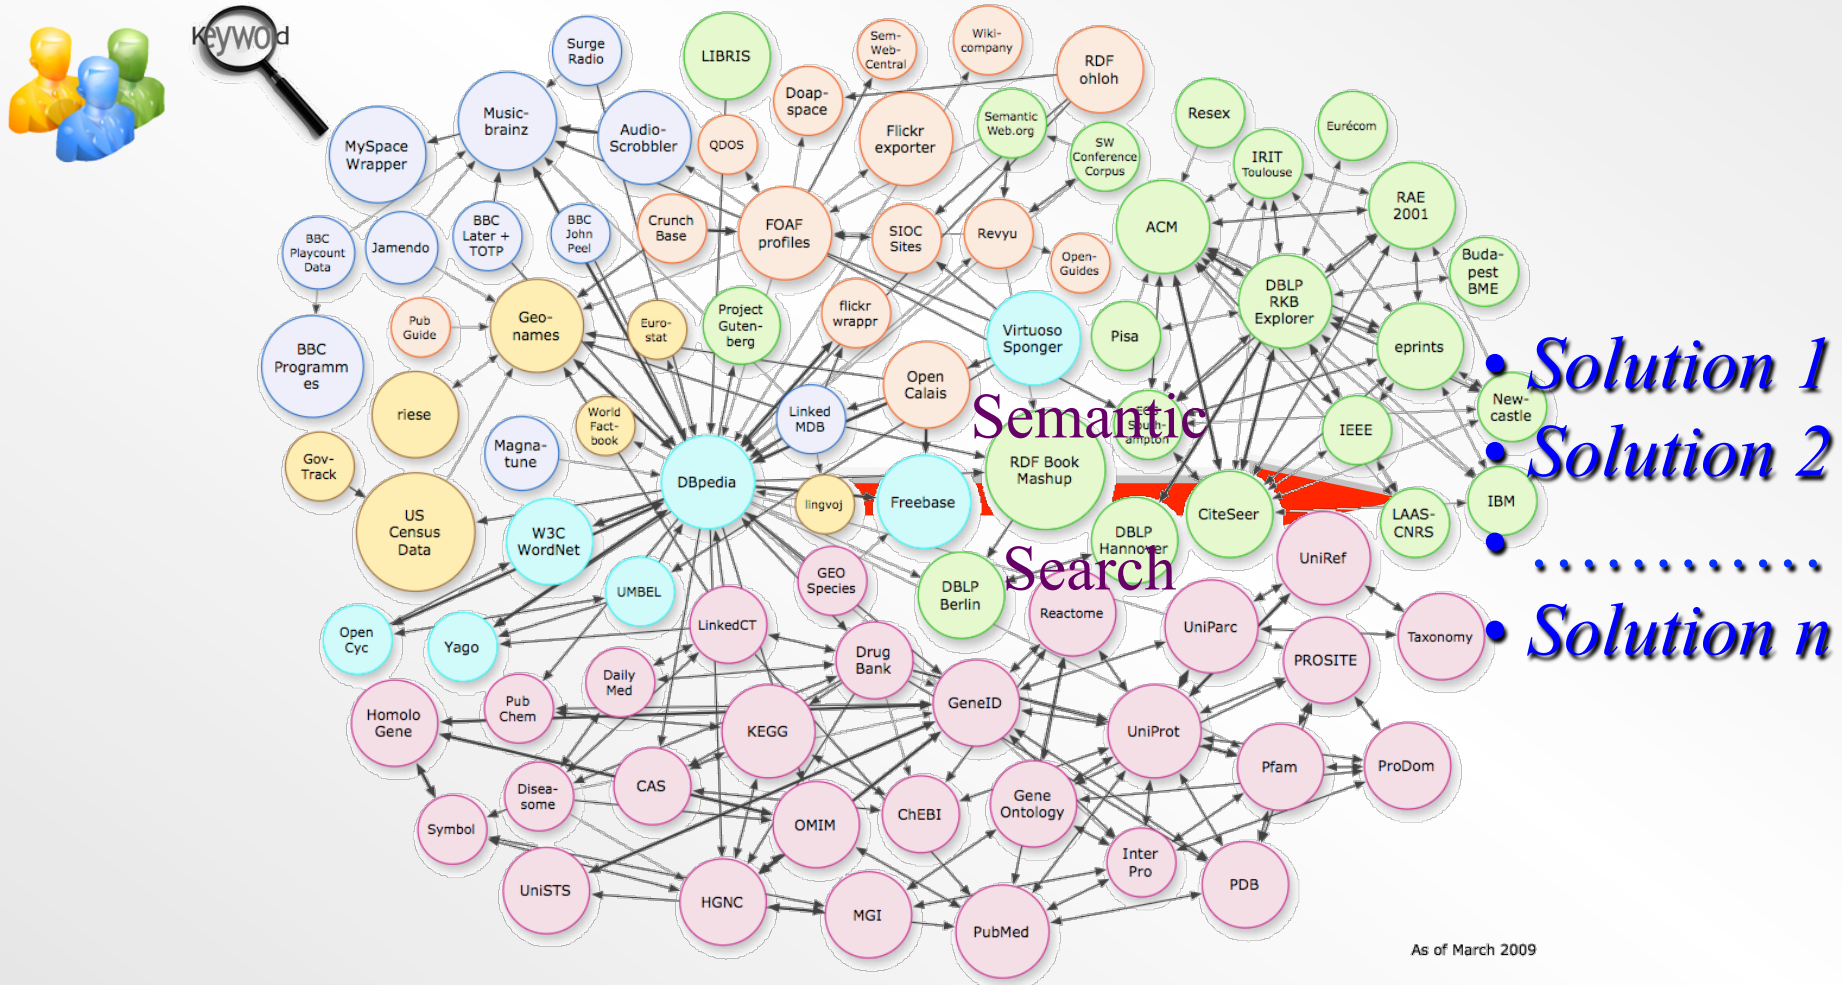 Keyword
Surge
Radio
LIBRIS
Sem-
Web-
Central
Wiki-
company
RDF
ohloh
Doap-
space
Music-
brainz
Audio-
Scrobbler
QDOS
Flickr
exporter
Semantic
Web.org
SW
Conference
Corpus
Resex
Eurécom
IRIT
Toulouse
MySpace
Wrapper
RAE
2001
BBC
Playcount
Data
Jamendo
BBC
Later +
TOTP
BBC
John
Peel
Crunch
Base
FOAF
profiles
SIOC
Sites
Revyu
Open-
Guides
ACM
Buda-
pest
BME
DBLP
RKB
Explorer
Pub
Guide
Geo-
names
Euro-
stat
Project
Guten-
berg
flickr
wrappr
Virtuoso
Sponger
Pisa
eprints
BBC
Programm
es
riese
World
Fact-
book
Linked
MDB
Open
Calais
Semantic
ECS
South-
ampton
IEEE
New-
castle
• Solution 1
Gov-
Track
Magna-
tune
DBpedia
lingvoj
Freebase
RDF Book
Mashup
CiteSeer
LAAS-
CNRS
IBM
• Solution 2
US
Census
Data
W3C
WordNet
DBLP
Hannover
• ............
UMBEL
GEO
Species
DBLP
Berlin
Search
UniRef
Open
Cyc
Yago
LinkedCT
Reactome
UniParc
Taxonomy
• Solution n
Daily
Med
Drug
Bank
PROSITE
Homolo
Gene
Pub
Chem
KEGG
GeneID
UniProt
Pfam
ProDom
Disea-
some
CAS
Symbol
OMIM
ChEBI
Gene
Ontology
Inter
Pro
PDB
UniSTS
HGNC
MGI
PubMed
As of March 2009